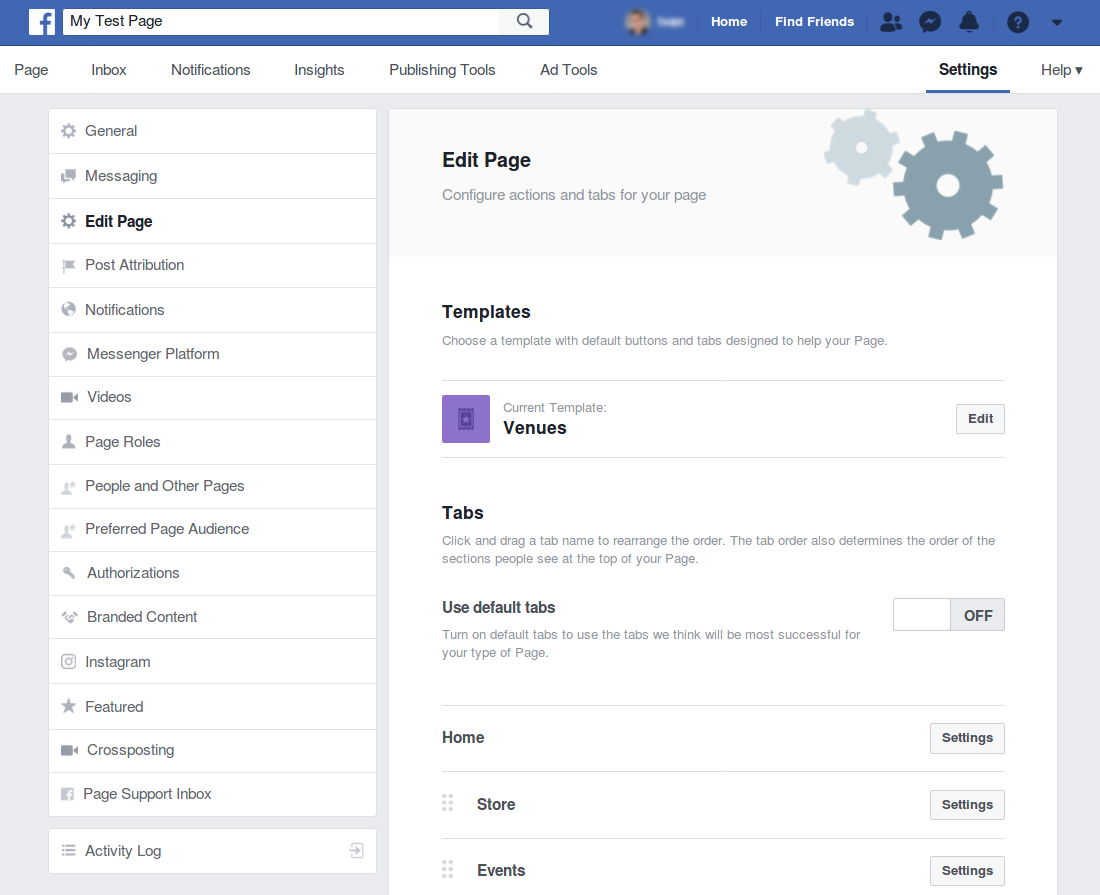 My Test Page
Home
Find Friends
Page
Inbox
Notifications
Insights
Publishing Tools
Ad Tools
Settings
Help ▾
General
Messaging
Edit Page
Post Attribution
Notifications
Messenger Platform
Videos
Page Roles
People and Other Pages
Preferred Page Audience
Authorizations
Branded Content
Instagram
Featured
Crossposting
Page Support Inbox
Activity Log
Edit Page
Configure actions and tabs for your page
Templates
Choose a template with default buttons and tabs designed to help your Page.
Current Template:
Venues
Edit
Tabs
Click and drag a tab name to rearrange the order. The tab order also determines the order of the
sections people see at the top of your Page.
Use default tabs
OFF
Turn on default tabs to use the tabs we think will be most successful for
your type of Page.
Home
Settings
Store
Settings
Events
Settings